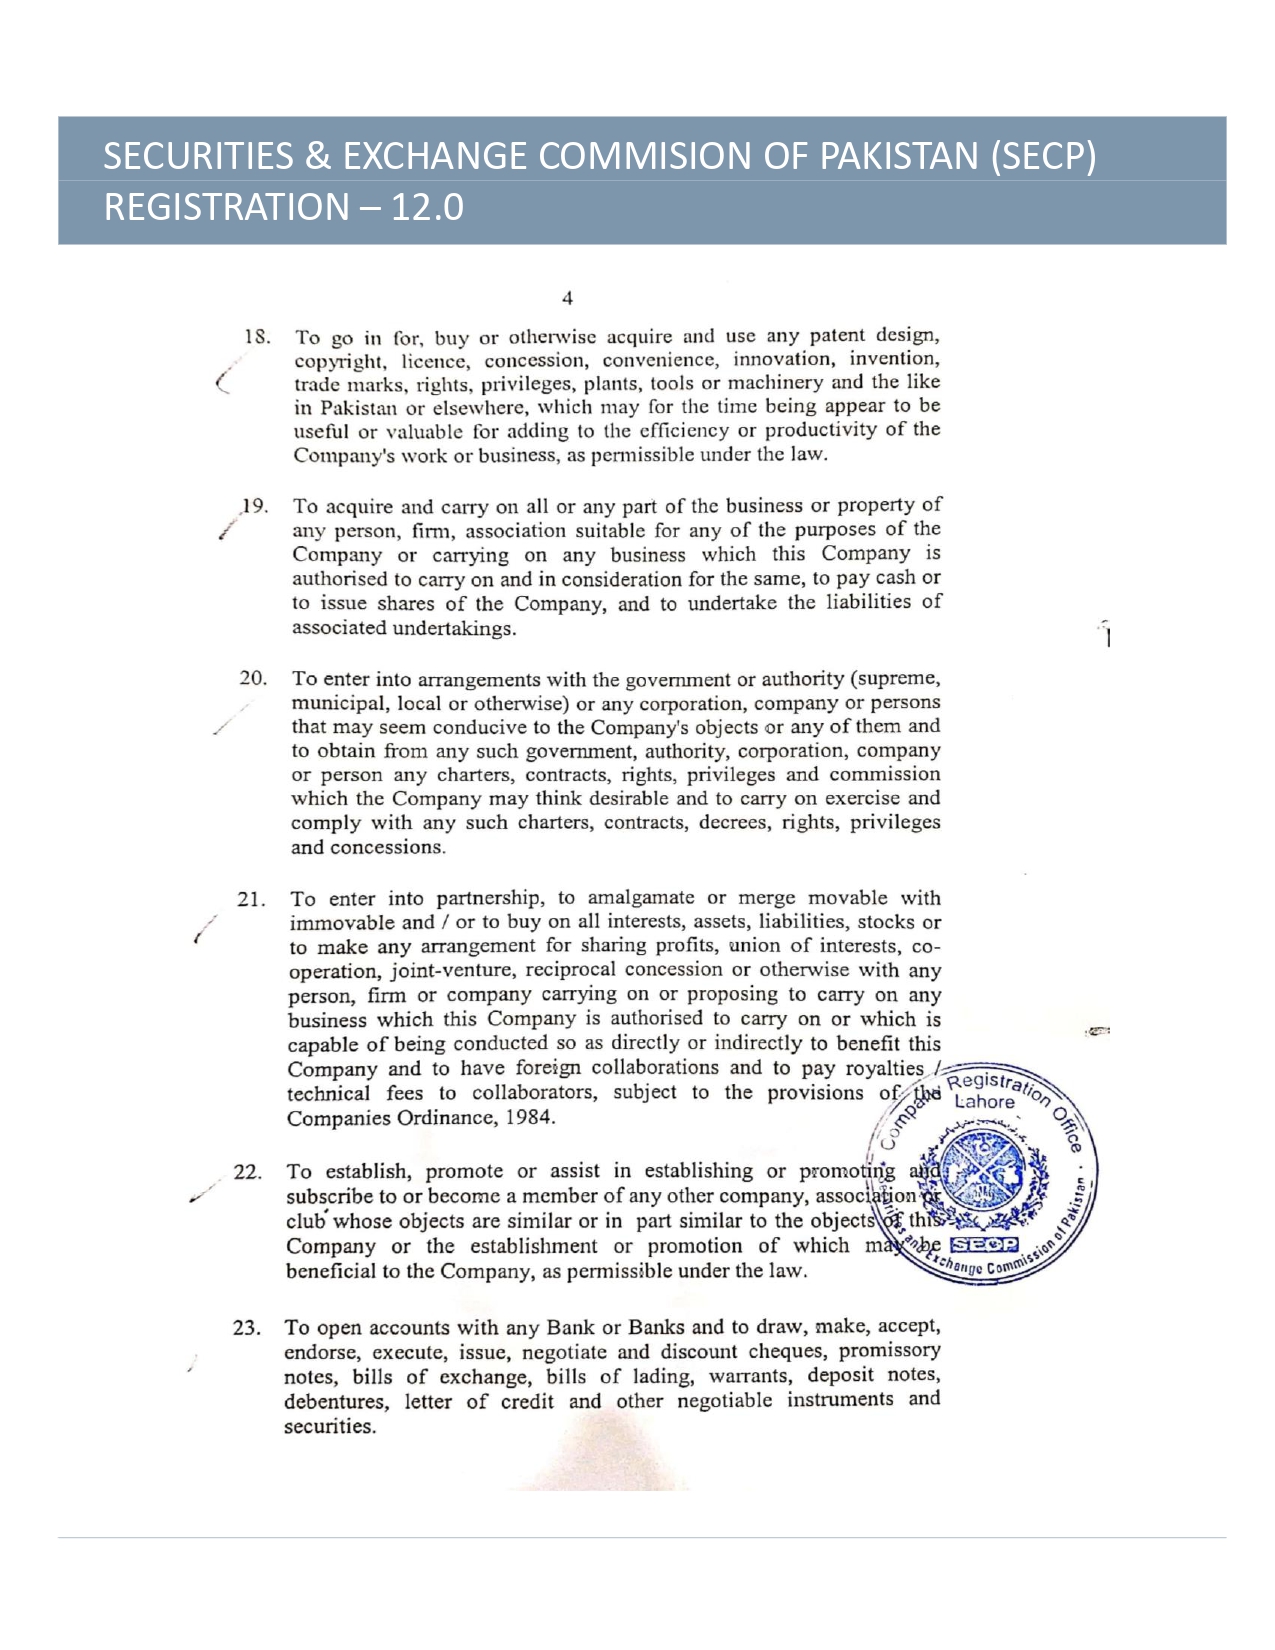 SECURITIES & EXCHANGE COMMISION OF PAKISTAN (SECP)
REGISTRATION – 12.0
4
18. To go in for, buy or otherwise acquire and use any patent design,
copyright, licence, concession, convenience, innovation, invention,
trade marks, rights, privileges, plants, tools or machinery and the like
in Pakistan or elsewhere, which may for the time being appear to be
useful or valuable for adding to the efficiency or productivity of the
Company's work or business, as permissible under the law.
19. To acquire and carry on all or any part of the business or property of
any person, firm, association suitable for any of the purposes of the
Company or carrying on any business which this Company is
authorised to carry on and in consideration for the same, to pay cash or
to issue shares of the Company, and to undertake the liabilities of
associated undertakings.
20. To enter into arrangements with the government or authority (supreme,
municipal, local or otherwise) or any corporation, company or persons
that may seem conducive to the Company's objects or any of them and
to obtain from any such government, authority, corporation, company
or person any charters, contracts, rights, privileges and commission
which the Company may think desirable and to carry on exercise and
comply with any such charters, contracts, decrees, rights, privileges
and concessions.
21. To enter into partnership, to amalgamate or merge movable with
immovable and / or to buy on all interests, assets, liabilities, stocks or
to make any arrangement for sharing profits, union of interests, co-
operation, joint-venture, reciprocal concession or otherwise with any
person, firm or company carrying on or proposing to carry on any
business which this Company is authorised to carry on or which is
capable of being conducted so as directly or indirectly to benefit this
Company and to have foreign collaborations and to pay royalties /
technical fees to collaborators, subject to the provisions of the
Companies Ordinance, 1984.
22. To establish, promote or assist in establishing or promoting and
subscribe to or become a member of any other company, association or
club whose objects are similar or in part similar to the objects of this
Company or the establishment or promotion of which may be
beneficial to the Company, as permissible under the law.
23. To open accounts with any Bank or Banks and to draw, make, accept,
endorse, execute, issue, negotiate and discount cheques, promissory
notes, bills of exchange, bills of lading, warrants, deposit notes,
debentures, letter of credit and other negotiable instruments and
securities.
Company Registration Office
Lahore
SECP
Securities and Exchange Commission of Pakistan